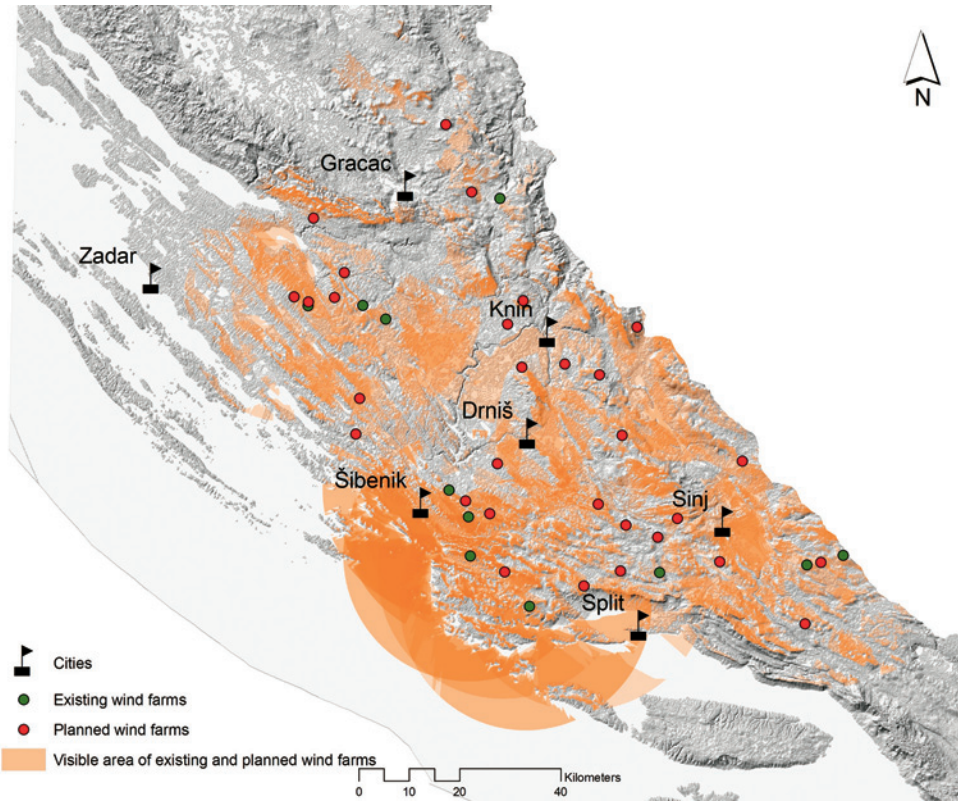 N
Gracac
Zadar
Knin
Drniš
Šibenik
Sinj
Split
Cities
Existing wind farms
Planned wind farms
Visible area of existing and planned wind farms
Kilometers
0 10 20 40